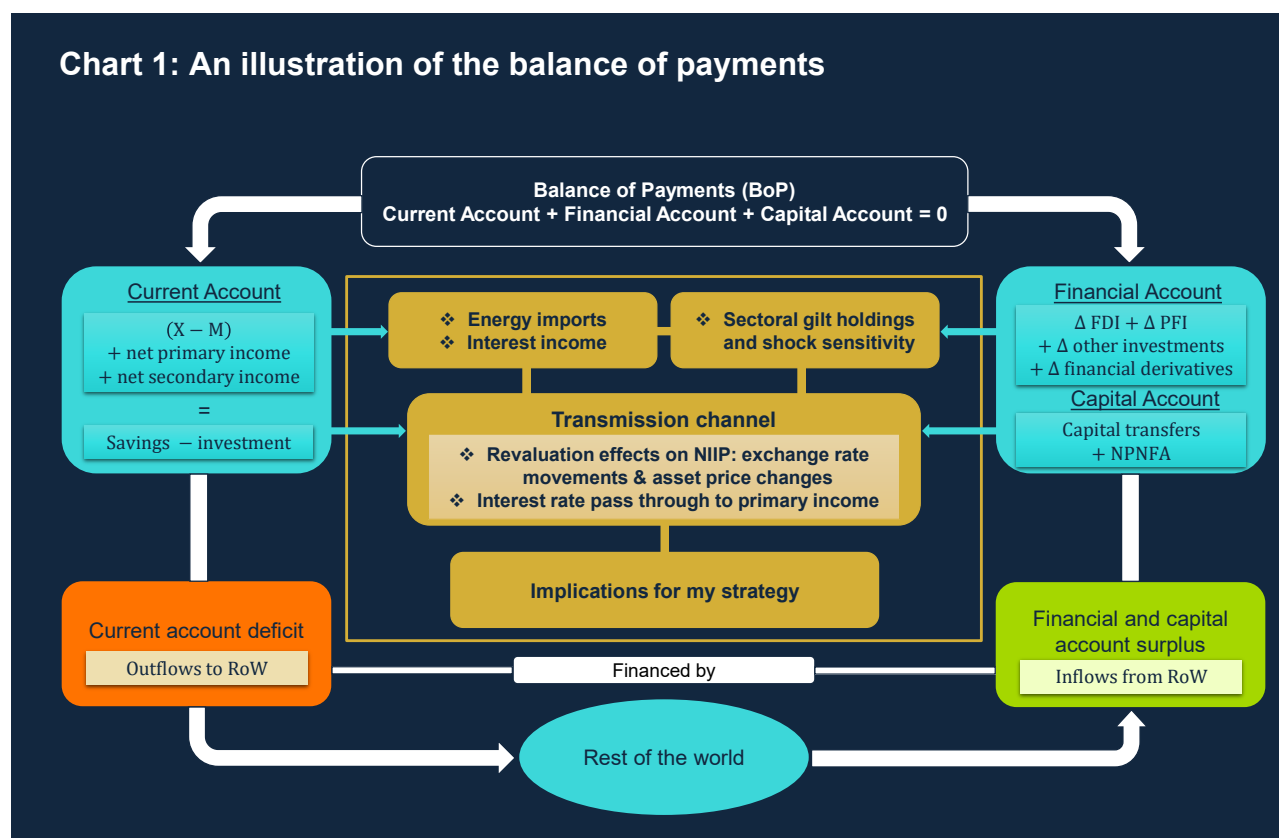 Chart 1: An illustration of the balance of payments
Balance of Payments (BoP)
Current Account + Financial Account + Capital Account = 0
Current Account
(X − M)
+ net primary income
+ net secondary income
=
Savings − investment
❖ Energy imports
❖ Interest income
❖ Sectoral gilt holdings
and shock sensitivity
Financial Account
Δ FDI + Δ PFI
+ Δ other investments
+ Δ financial derivatives
Capital Account
Capital transfers
+ NPNFA
Transmission channel
❖ Revaluation effects on NIIP: exchange rate
movements & asset price changes
❖ Interest rate pass through to primary income
Implications for my strategy
Current account deficit
Outflows to RoW
Financed by
Financial and capital
account surplus
Inflows from RoW
Rest of the world